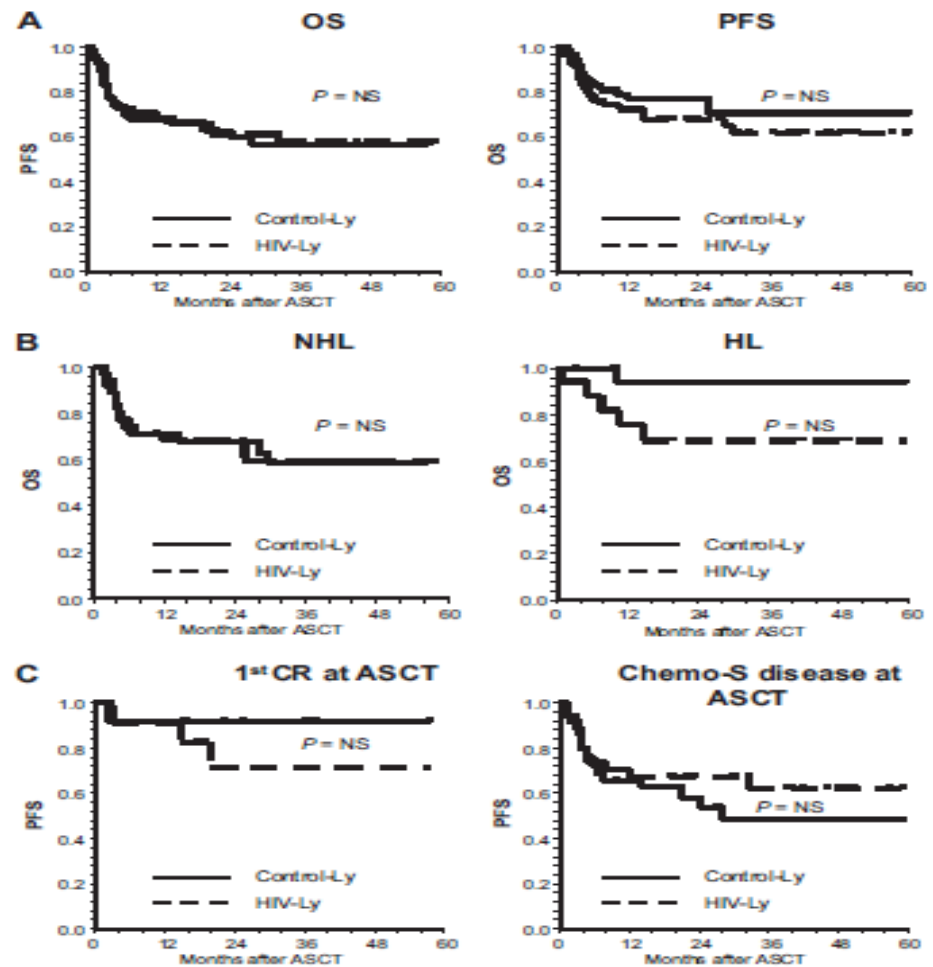 A
OS
PFS
1.0
0.8
0.6
0.4
0.2
0.0
PFS
P = NS
Control-Ly
HIV-Ly
0 12 24 36 48 60
Months after ASCT
1.0
0.8
0.6
0.4
0.2
0.0
OS
P = NS
Control-Ly
HIV-Ly
0 12 24 36 48 60
Months after ASCT
B
NHL
HL
1.0
0.8
0.6
0.4
0.2
0.0
OS
P = NS
Control-Ly
HIV-Ly
0 12 24 36 48 60
Months after ASCT
1.0
0.8
0.6
0.4
0.2
0.0
OS
P = NS
Control-Ly
HIV-Ly
0 12 24 36 48 60
Months after ASCT
C
1st CR at ASCT
Chemo-S disease at
ASCT
1.0
0.8
0.6
0.4
0.2
0.0
PFS
P = NS
Control-Ly
HIV-Ly
0 12 24 36 48 60
Months after ASCT
1.0
0.8
0.6
0.4
0.2
0.0
PFS
P = NS
Control-Ly
HIV-Ly
0 12 24 36 48 60
Months after ASCT